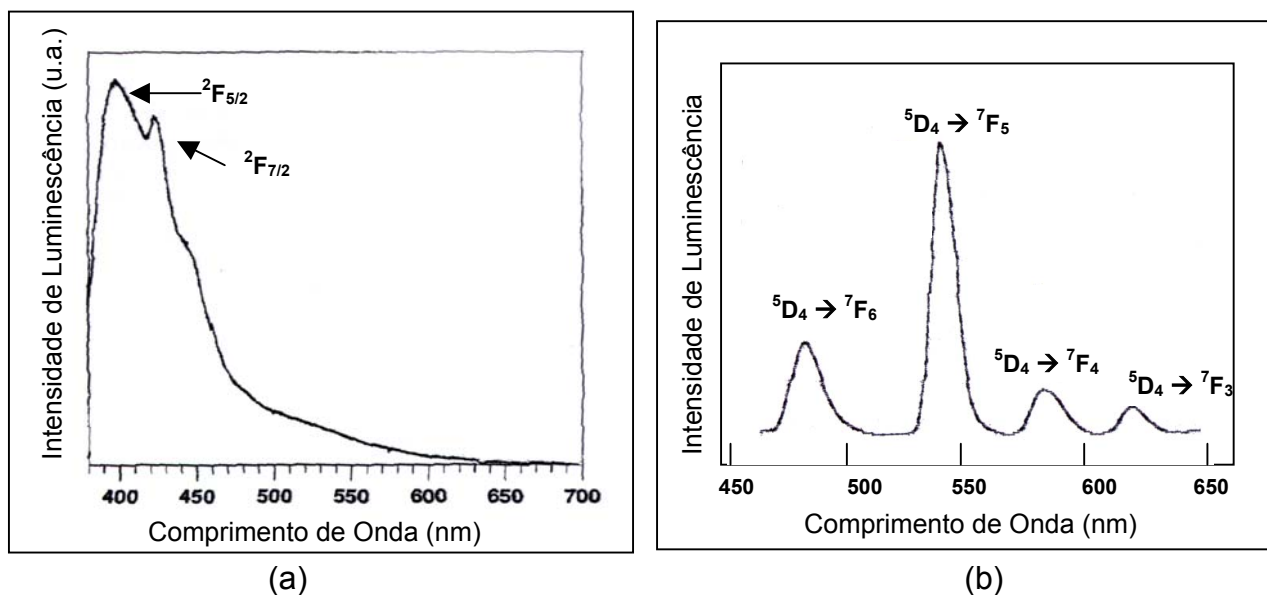 Intensidade de Luminescência (u.a.)
²F₅/₂
²F₇/₂
400 450 500 550 600 650 700
Comprimento de Onda (nm)
(a)
Intensidade de Luminescência
⁵D₄ → ⁷F₅
⁵D₄ → ⁷F₆
⁵D₄ → ⁷F₄
⁵D₄ → ⁷F₃
450 500 550 600 650
Comprimento de Onda (nm)
(b)